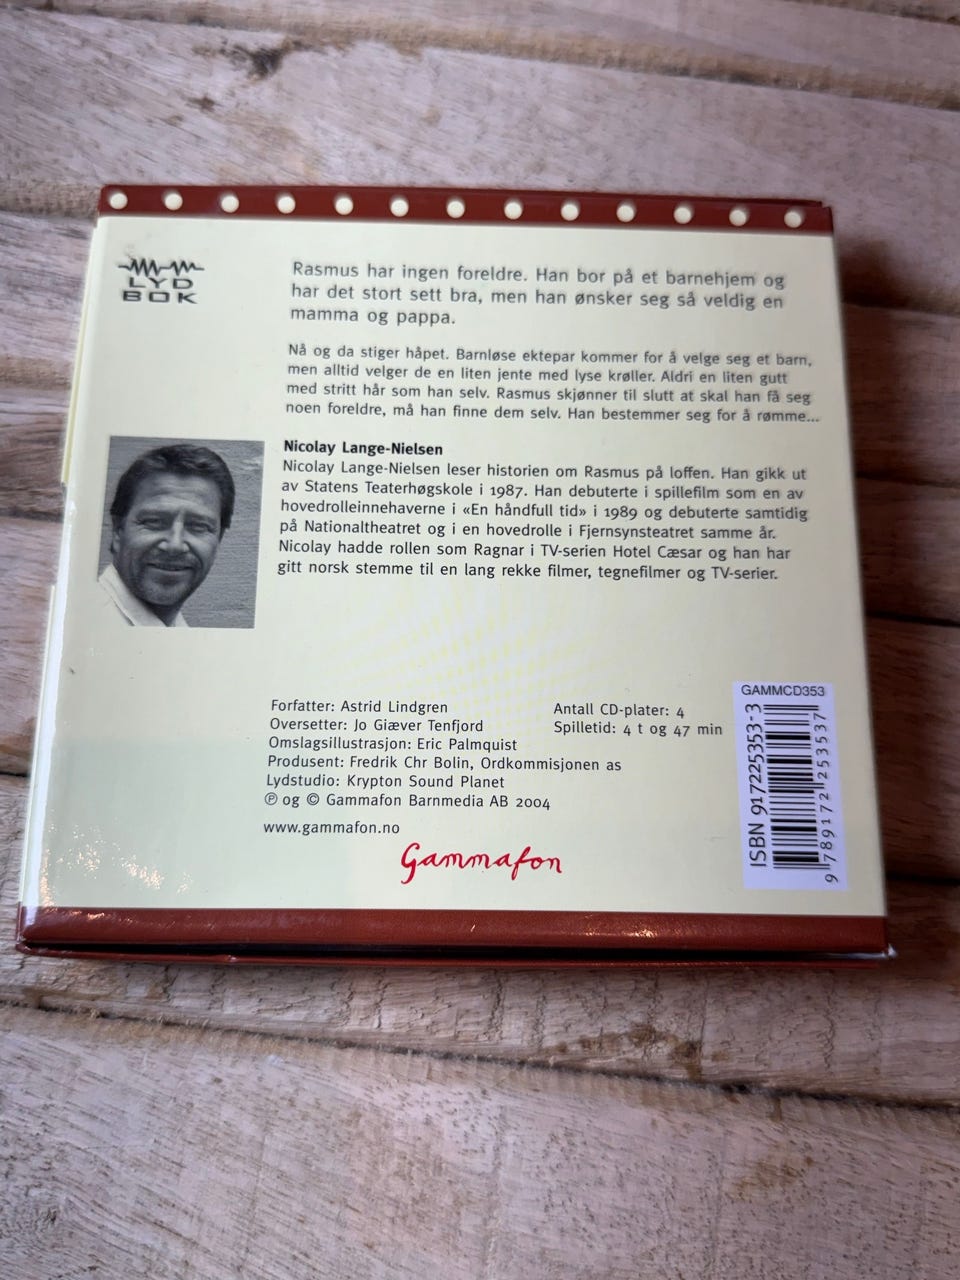 LYD
BOK
Rasmus har ingen foreldre. Han bor på et barnehjem og
har det stort sett bra, men han ønsker seg så veldig en
mamma og pappa.
Nå og da stiger håpet. Barnløse ektepar kommer for å velge seg et barn,
men alltid velger de en liten jente med lyse krøller. Aldri en liten gutt
med stritt hår som han selv. Rasmus skjønner til slutt at skal han få seg
noen foreldre, må han finne dem selv. Han bestemmer seg for å rømme...
Nicolay Lange-Nielsen
Nicolay Lange-Nielsen leser historien om Rasmus på loffen. Han gikk ut
av Statens Teaterhøgskole i 1987. Han debuterte i spillefilm som en av
hovedrolleinnehaverne i «En håndfull tid» i 1989 og debuterte samtidig
på Nationaltheatret og i en hovedrolle i Fjernsynsteatret samme år.
Nicolay hadde rollen som Ragnar i TV-serien Hotel Cæsar og han har
gitt norsk stemme til en lang rekke filmer, tegnefilmer og TV-serier.
Forfatter: Astrid Lindgren
Oversetter: Jo Giæver Tenfjord
Omslagsillustrasjon: Eric Palmquist
Produsent: Fredrik Chr Bolin, Ordkommisjonen as
Lydstudio: Krypton Sound Planet
℗ og © Gammafon Barnmedia AB 2004
www.gammafon.no
Antall CD-plater: 4
Spilletid: 4 t og 47 min
Gammafon
GAMMCD353
ISBN 917225353-3
9 789172 253537